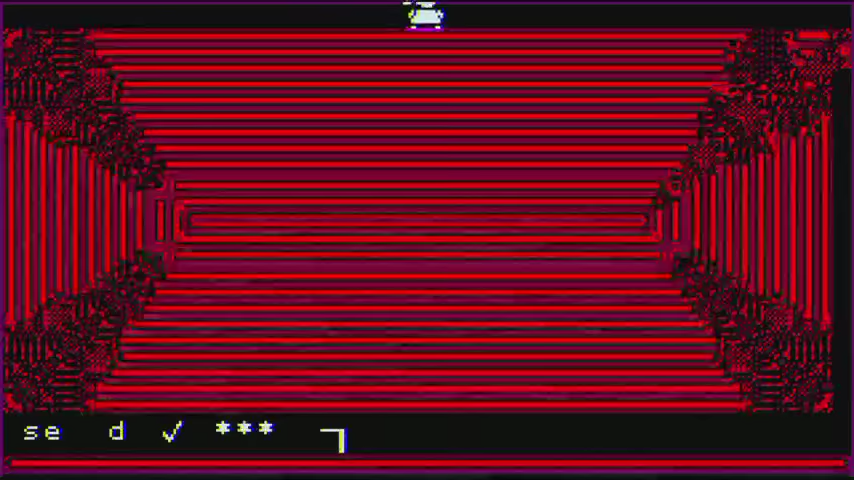 se d ✓ *** ㄱ